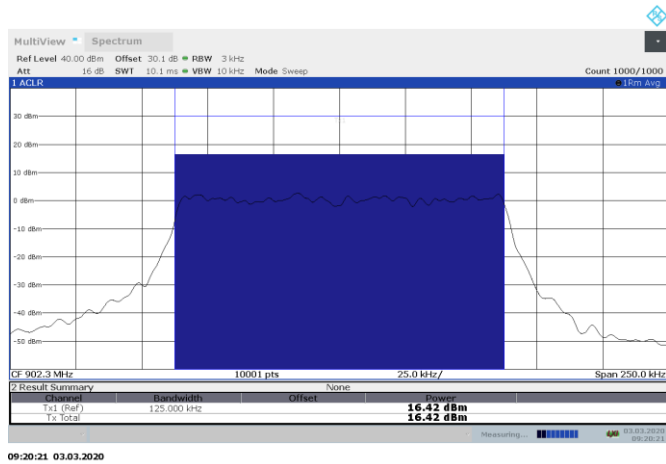 MultiView Spectrum
Ref Level 40.00 dBm Offset 30.1 dB RBW 3 kHz
Att 16 dB SWT 10.1 ms VBW 10 kHz Mode Sweep Count 1000/1000
1 ACLR 1Rm Avg
30 dBm
20 dBm
10 dBm
0 dBm
-10 dBm
-20 dBm
-30 dBm
-40 dBm
-50 dBm
CF 902.3 MHz 10001 pts 25.0 kHz/ Span 250.0 kHz
2 Result Summary None
Channel Bandwidth Offset Power
Tx1 (Ref) 125.000 kHz 16.42 dBm
Tx Total 16.42 dBm
Measuring... 03.03.2020
09:20:21
09:20:21 03.03.2020